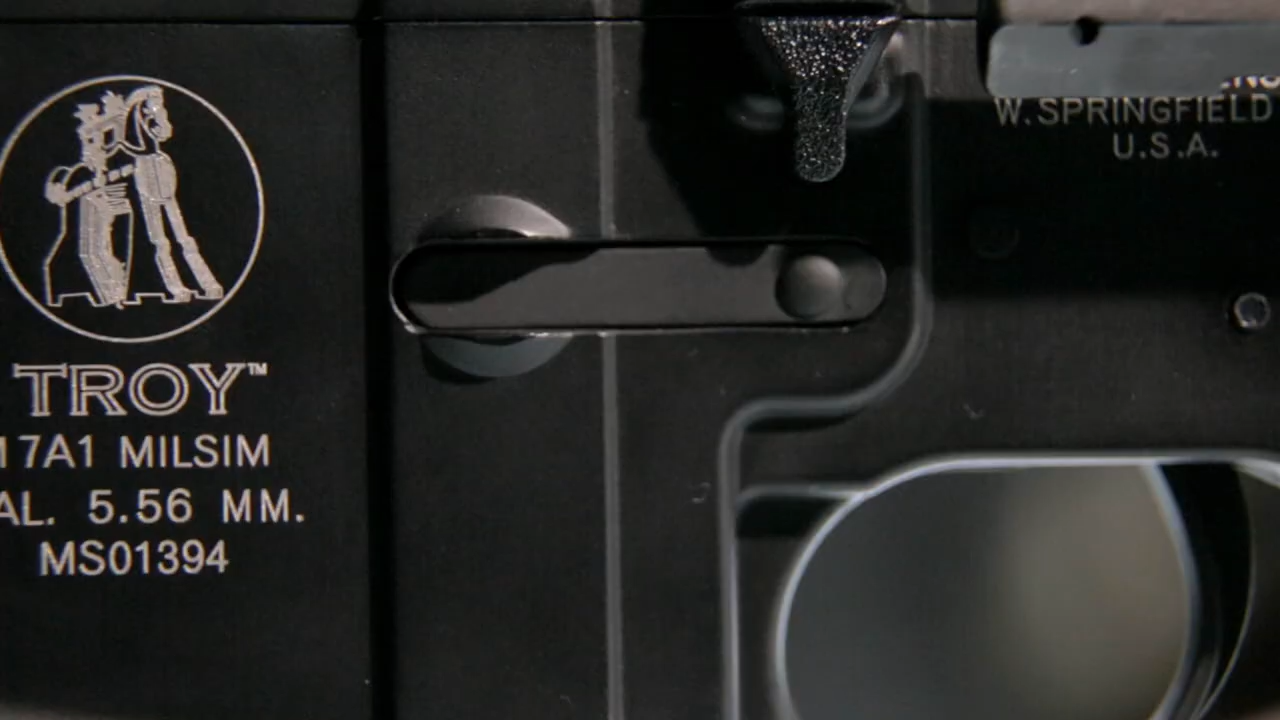 TROY™
17A1 MILSIM
AL. 5.56 MM.
MS01394
W. SPRINGFIELD
U.S.A.